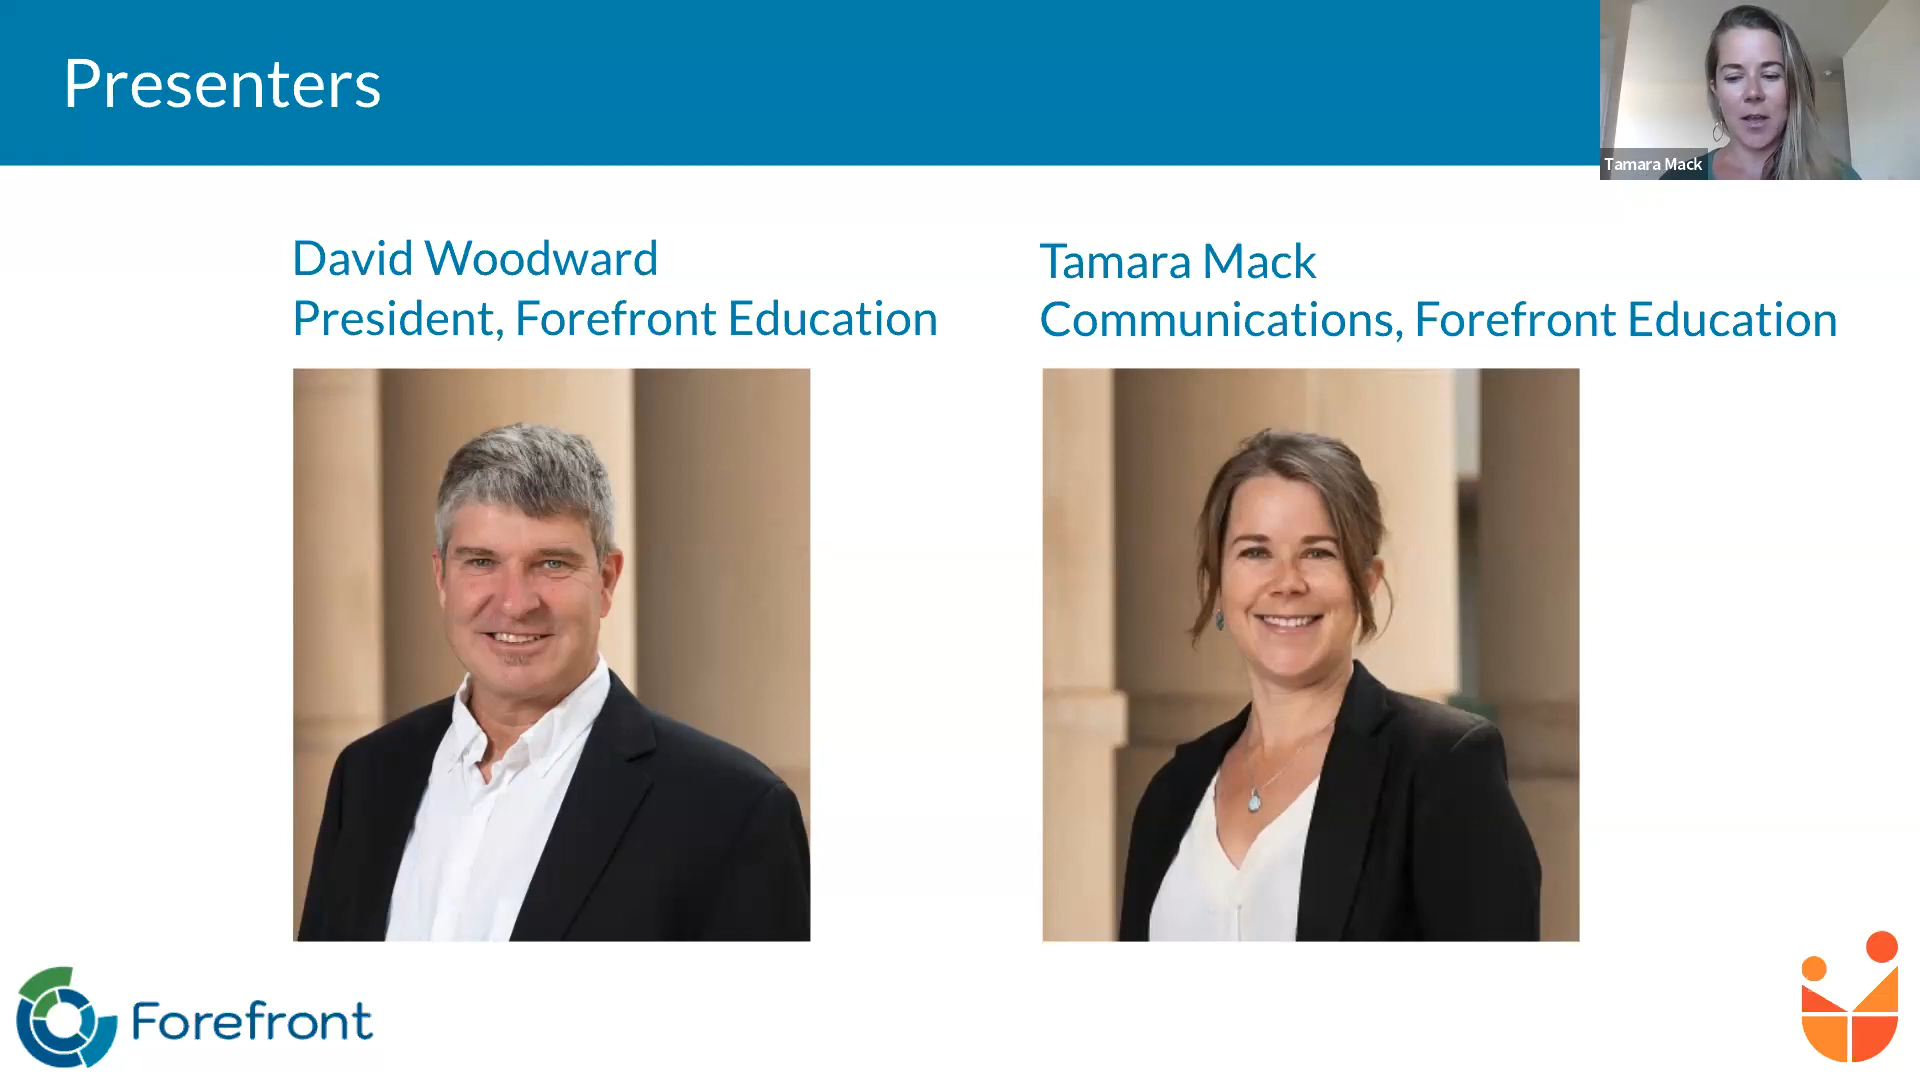 Presenters
Tamara Mack
David Woodward
President, Forefront Education
Tamara Mack
Communications, Forefront Education
Forefront